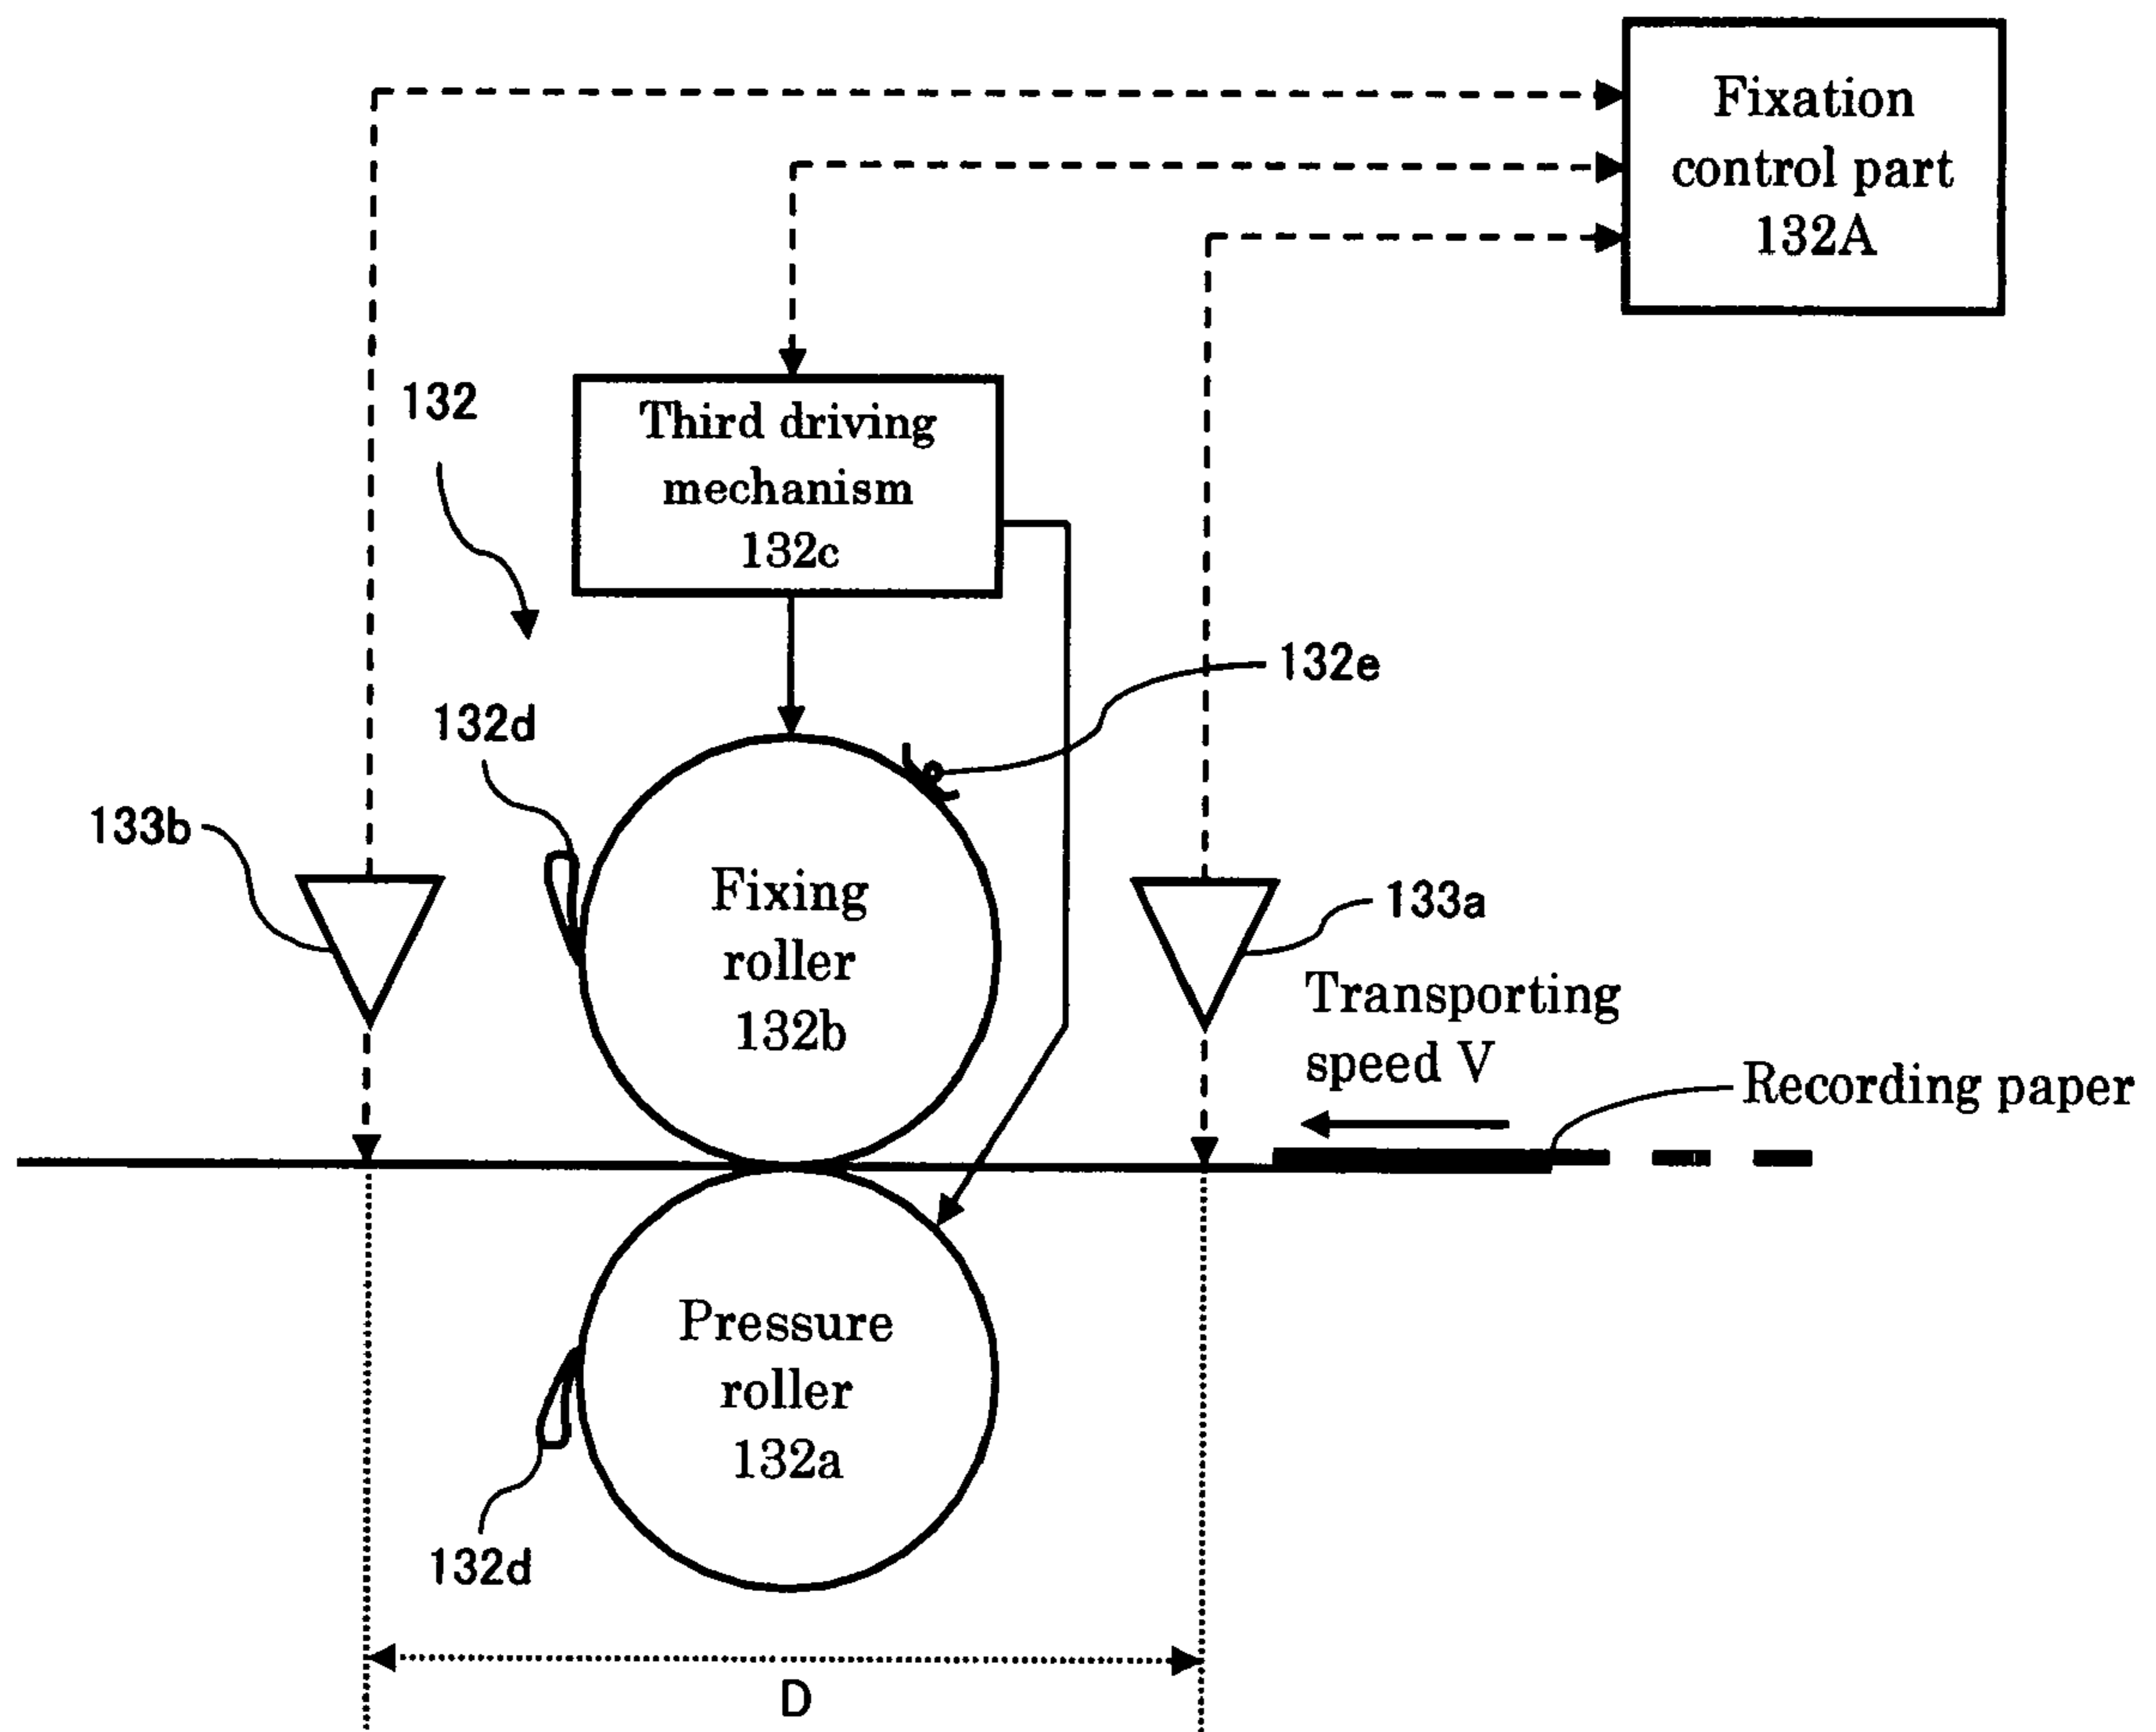 Fixation
control part
132A
132
Third driving
mechanism
132c
132e
132d
133b
Fixing
roller
132b
133a
Transporting
speed V
Recording paper
Pressure
roller
132a
132d
D